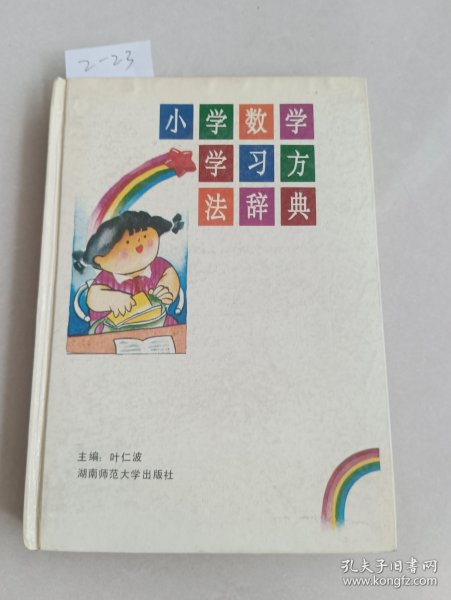 2-23
小学数学
学习方
法辞典
主编：叶仁波
湖南师范大学出版社
孔夫子旧书网
www.kongfz.com